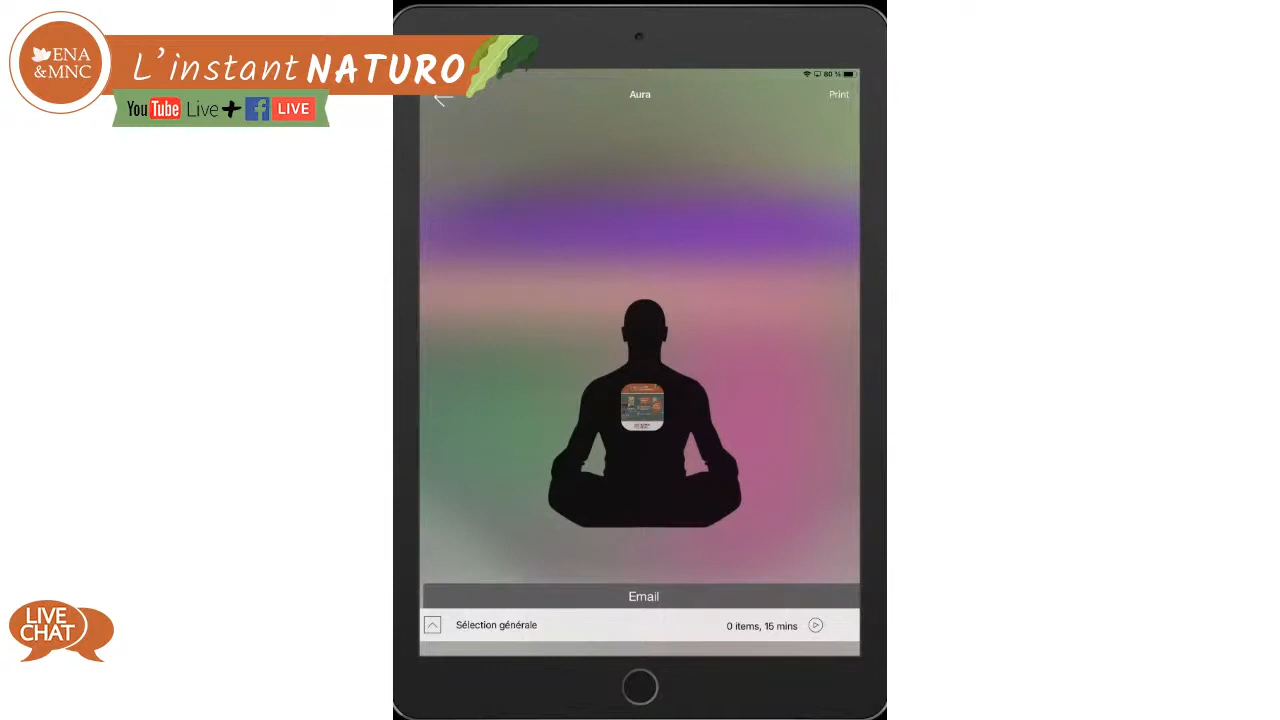 ENA
&MNC
L'instant NATURO
YouTube Live + f LIVE
80 %
Aura
Print
Email
Sélection générale
0 items, 15 mins
LIVE
CHAT